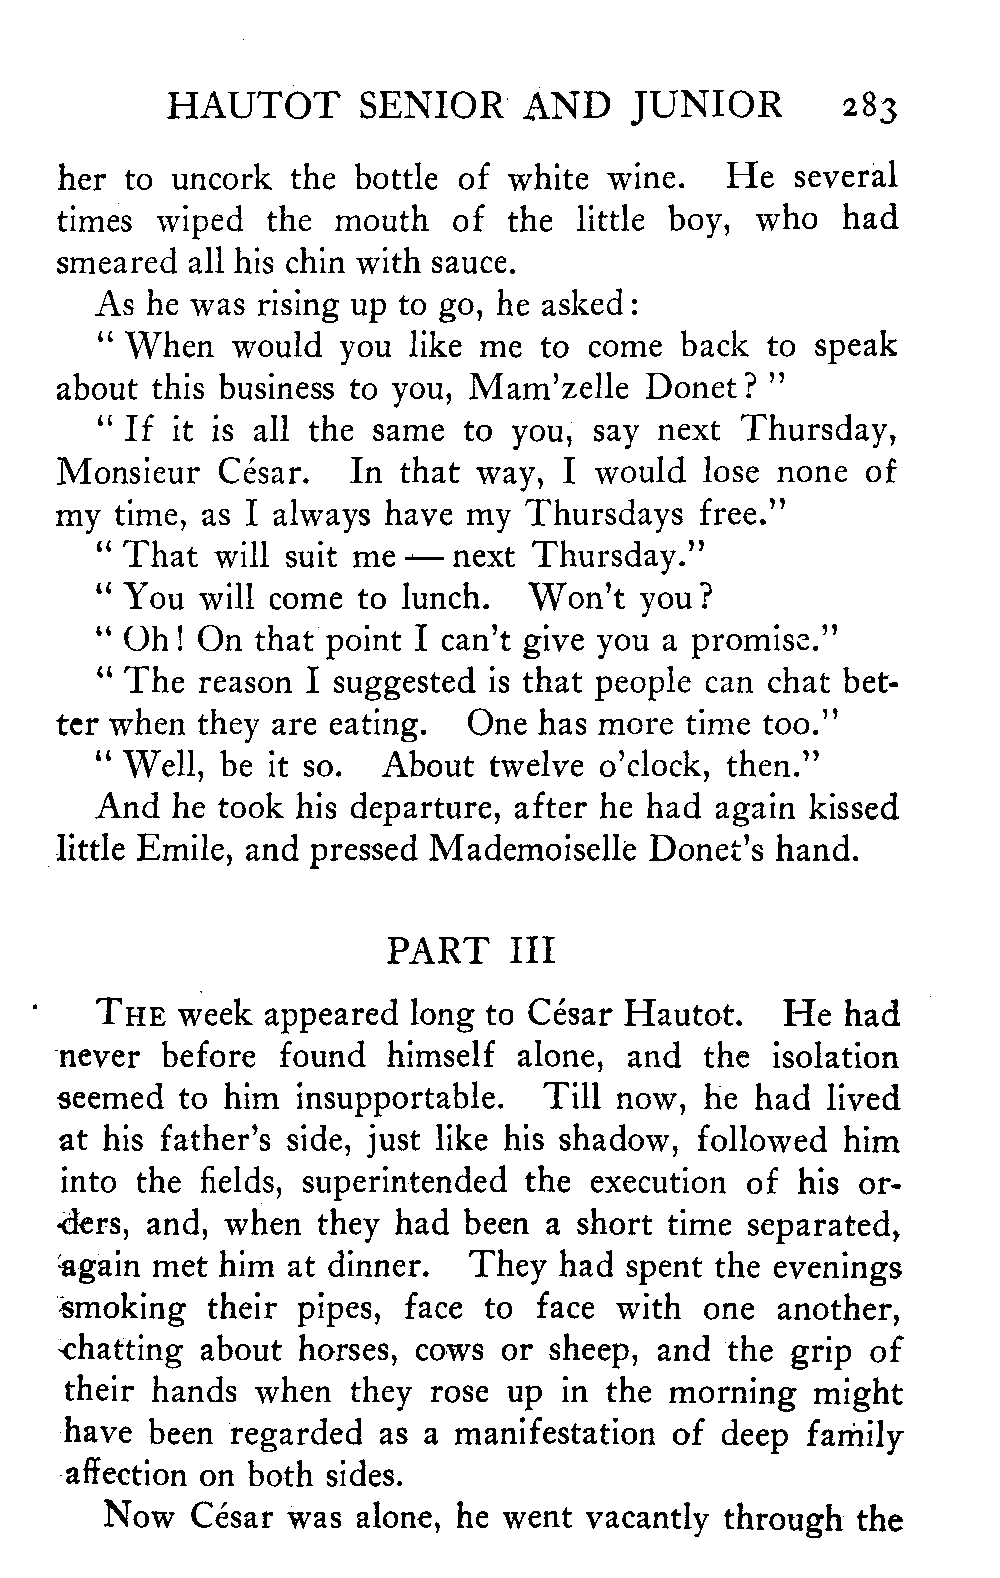 HAUTOT SENIOR AND JUNIOR 283
her to uncork the bottle of white wine. He several
times wiped the mouth of the little boy, who had
smeared all his chin with sauce.
As he was rising up to go, he asked:
" When would you like me to come back to speak
about this business to you, Mam'zelle Donet? "
" If it is all the same to you, say next Thursday,
Monsieur César. In that way, I would lose none of
my time, as I always have my Thursdays free."
" That will suit me — next Thursday."
" You will come to lunch. Won't you?
" Oh! On that point I can't give you a promise."
" The reason I suggested is that people can chat bet-
ter when they are eating. One has more time too."
" Well, be it so. About twelve o'clock, then."
And he took his departure, after he had again kissed
little Emile, and pressed Mademoiselle Donet's hand.
PART III
THE week appeared long to César Hautot. He had
never before found himself alone, and the isolation
seemed to him insupportable. Till now, he had lived
at his father's side, just like his shadow, followed him
into the fields, superintended the execution of his or-
ders, and, when they had been a short time separated,
again met him at dinner. They had spent the evenings
smoking their pipes, face to face with one another,
chatting about horses, cows or sheep, and the grip of
their hands when they rose up in the morning might
have been regarded as a manifestation of deep family
affection on both sides.
Now César was alone, he went vacantly through the